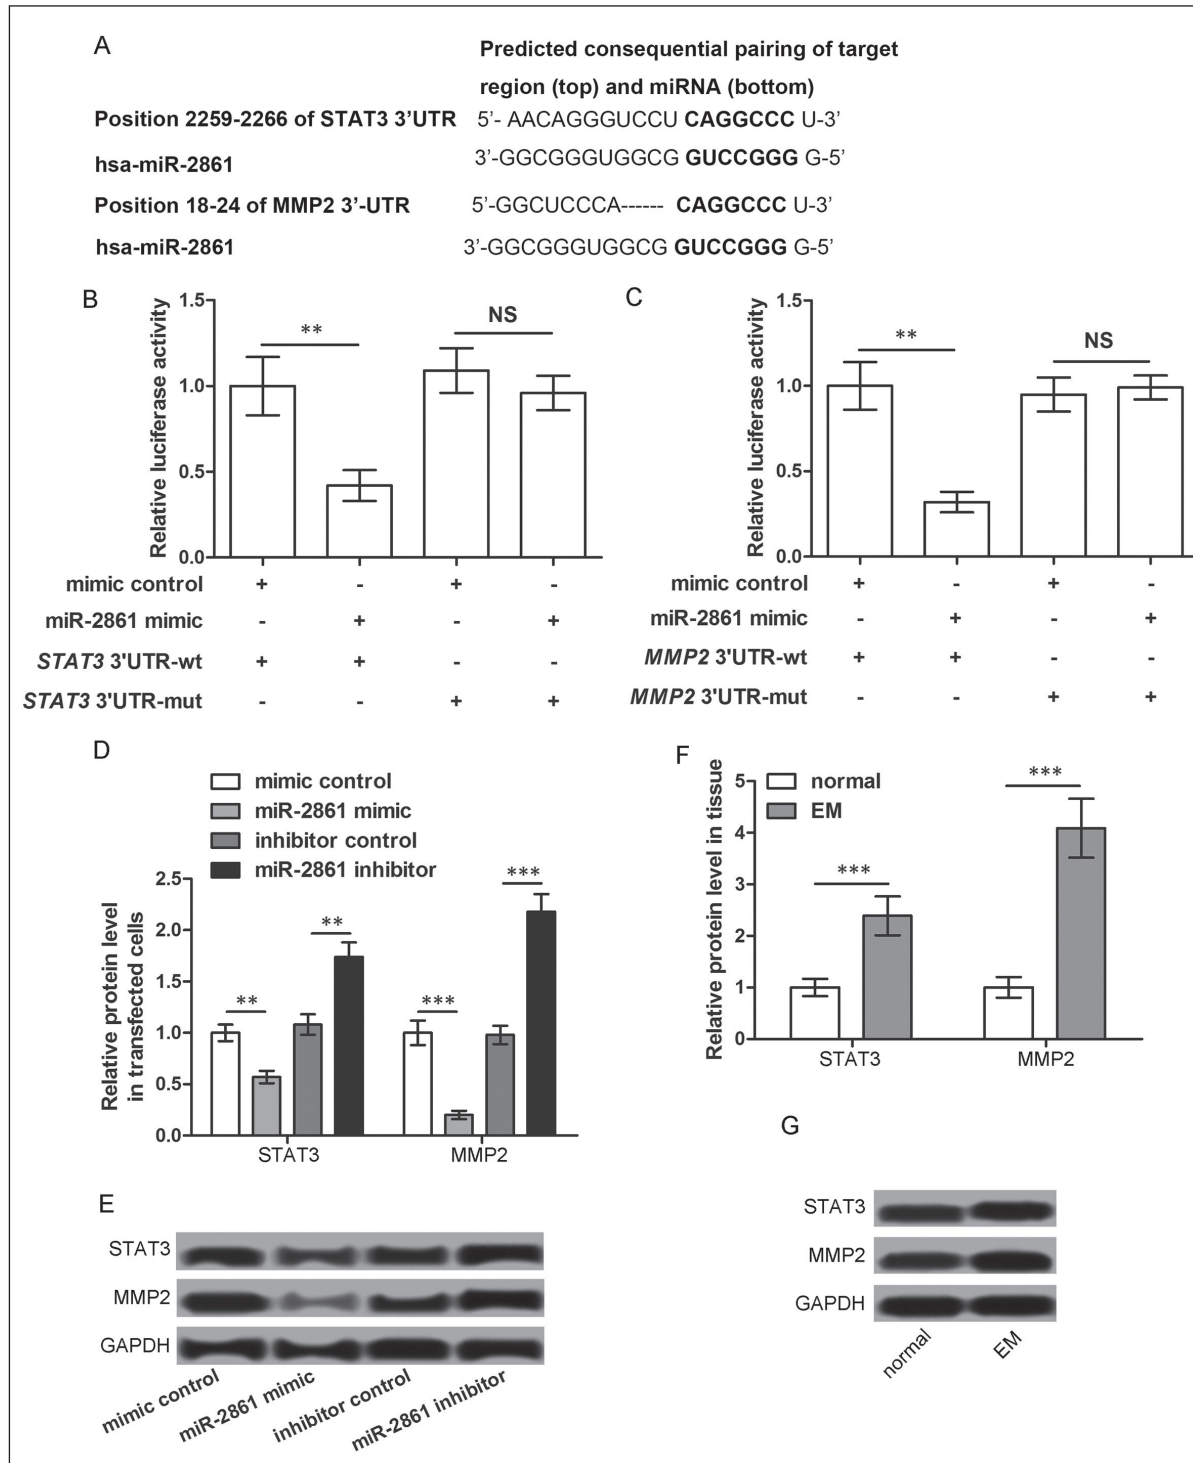 A
Predicted consequential pairing of target
region (top) and miRNA (bottom)
Position 2259-2266 of STAT3 3’UTR 5’- AACAGGGUCCU CAGGCCC U-3’
hsa-miR-2861 3’-GGCGGGUGGCG GUCCGGG G-5’
Position 18-24 of MMP2 3’-UTR 5’-GGCUCCCA------ CAGGCCC U-3’
hsa-miR-2861 3’-GGCGGGUGGCG GUCCGGG G-5’
B
Relative luciferase activity
1.5
1.0
0.5
0.0
** NS
mimic control + - + -
miR-2861 mimic - + - +
STAT3 3'UTR-wt + + - -
STAT3 3'UTR-mut - - + +
C
Relative luciferase activity
1.5
1.0
0.5
0.0
** NS
mimic control + - + -
miR-2861 mimic - + - +
MMP2 3'UTR-wt + + - -
MMP2 3'UTR-mut - - + +
D
mimic control
miR-2861 mimic
inhibitor control
miR-2861 inhibitor
Relative protein level
in transfected cells
2.5
2.0
1.5
1.0
0.5
0.0
** ** *** ***
STAT3 MMP2
E
STAT3
MMP2
GAPDH
mimic control
miR-2861 mimic
inhibitor control
miR-2861 inhibitor
F
normal
EM
Relative protein level in tissue
5
4
3
2
1
0
*** ***
STAT3 MMP2
G
STAT3
MMP2
GAPDH
normal
EM